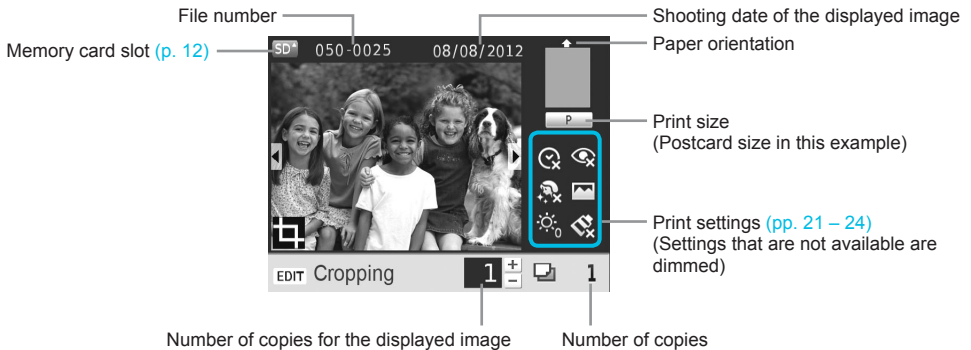 File number
Shooting date of the displayed image
Memory card slot (p. 12)
SD
050-0025
08/08/2012
Paper orientation
P
Print size
(Postcard size in this example)
Print settings (pp. 21 – 24)
(Settings that are not available are
dimmed)
0
EDIT Cropping
1
+
−
1
Number of copies for the displayed image
Number of copies